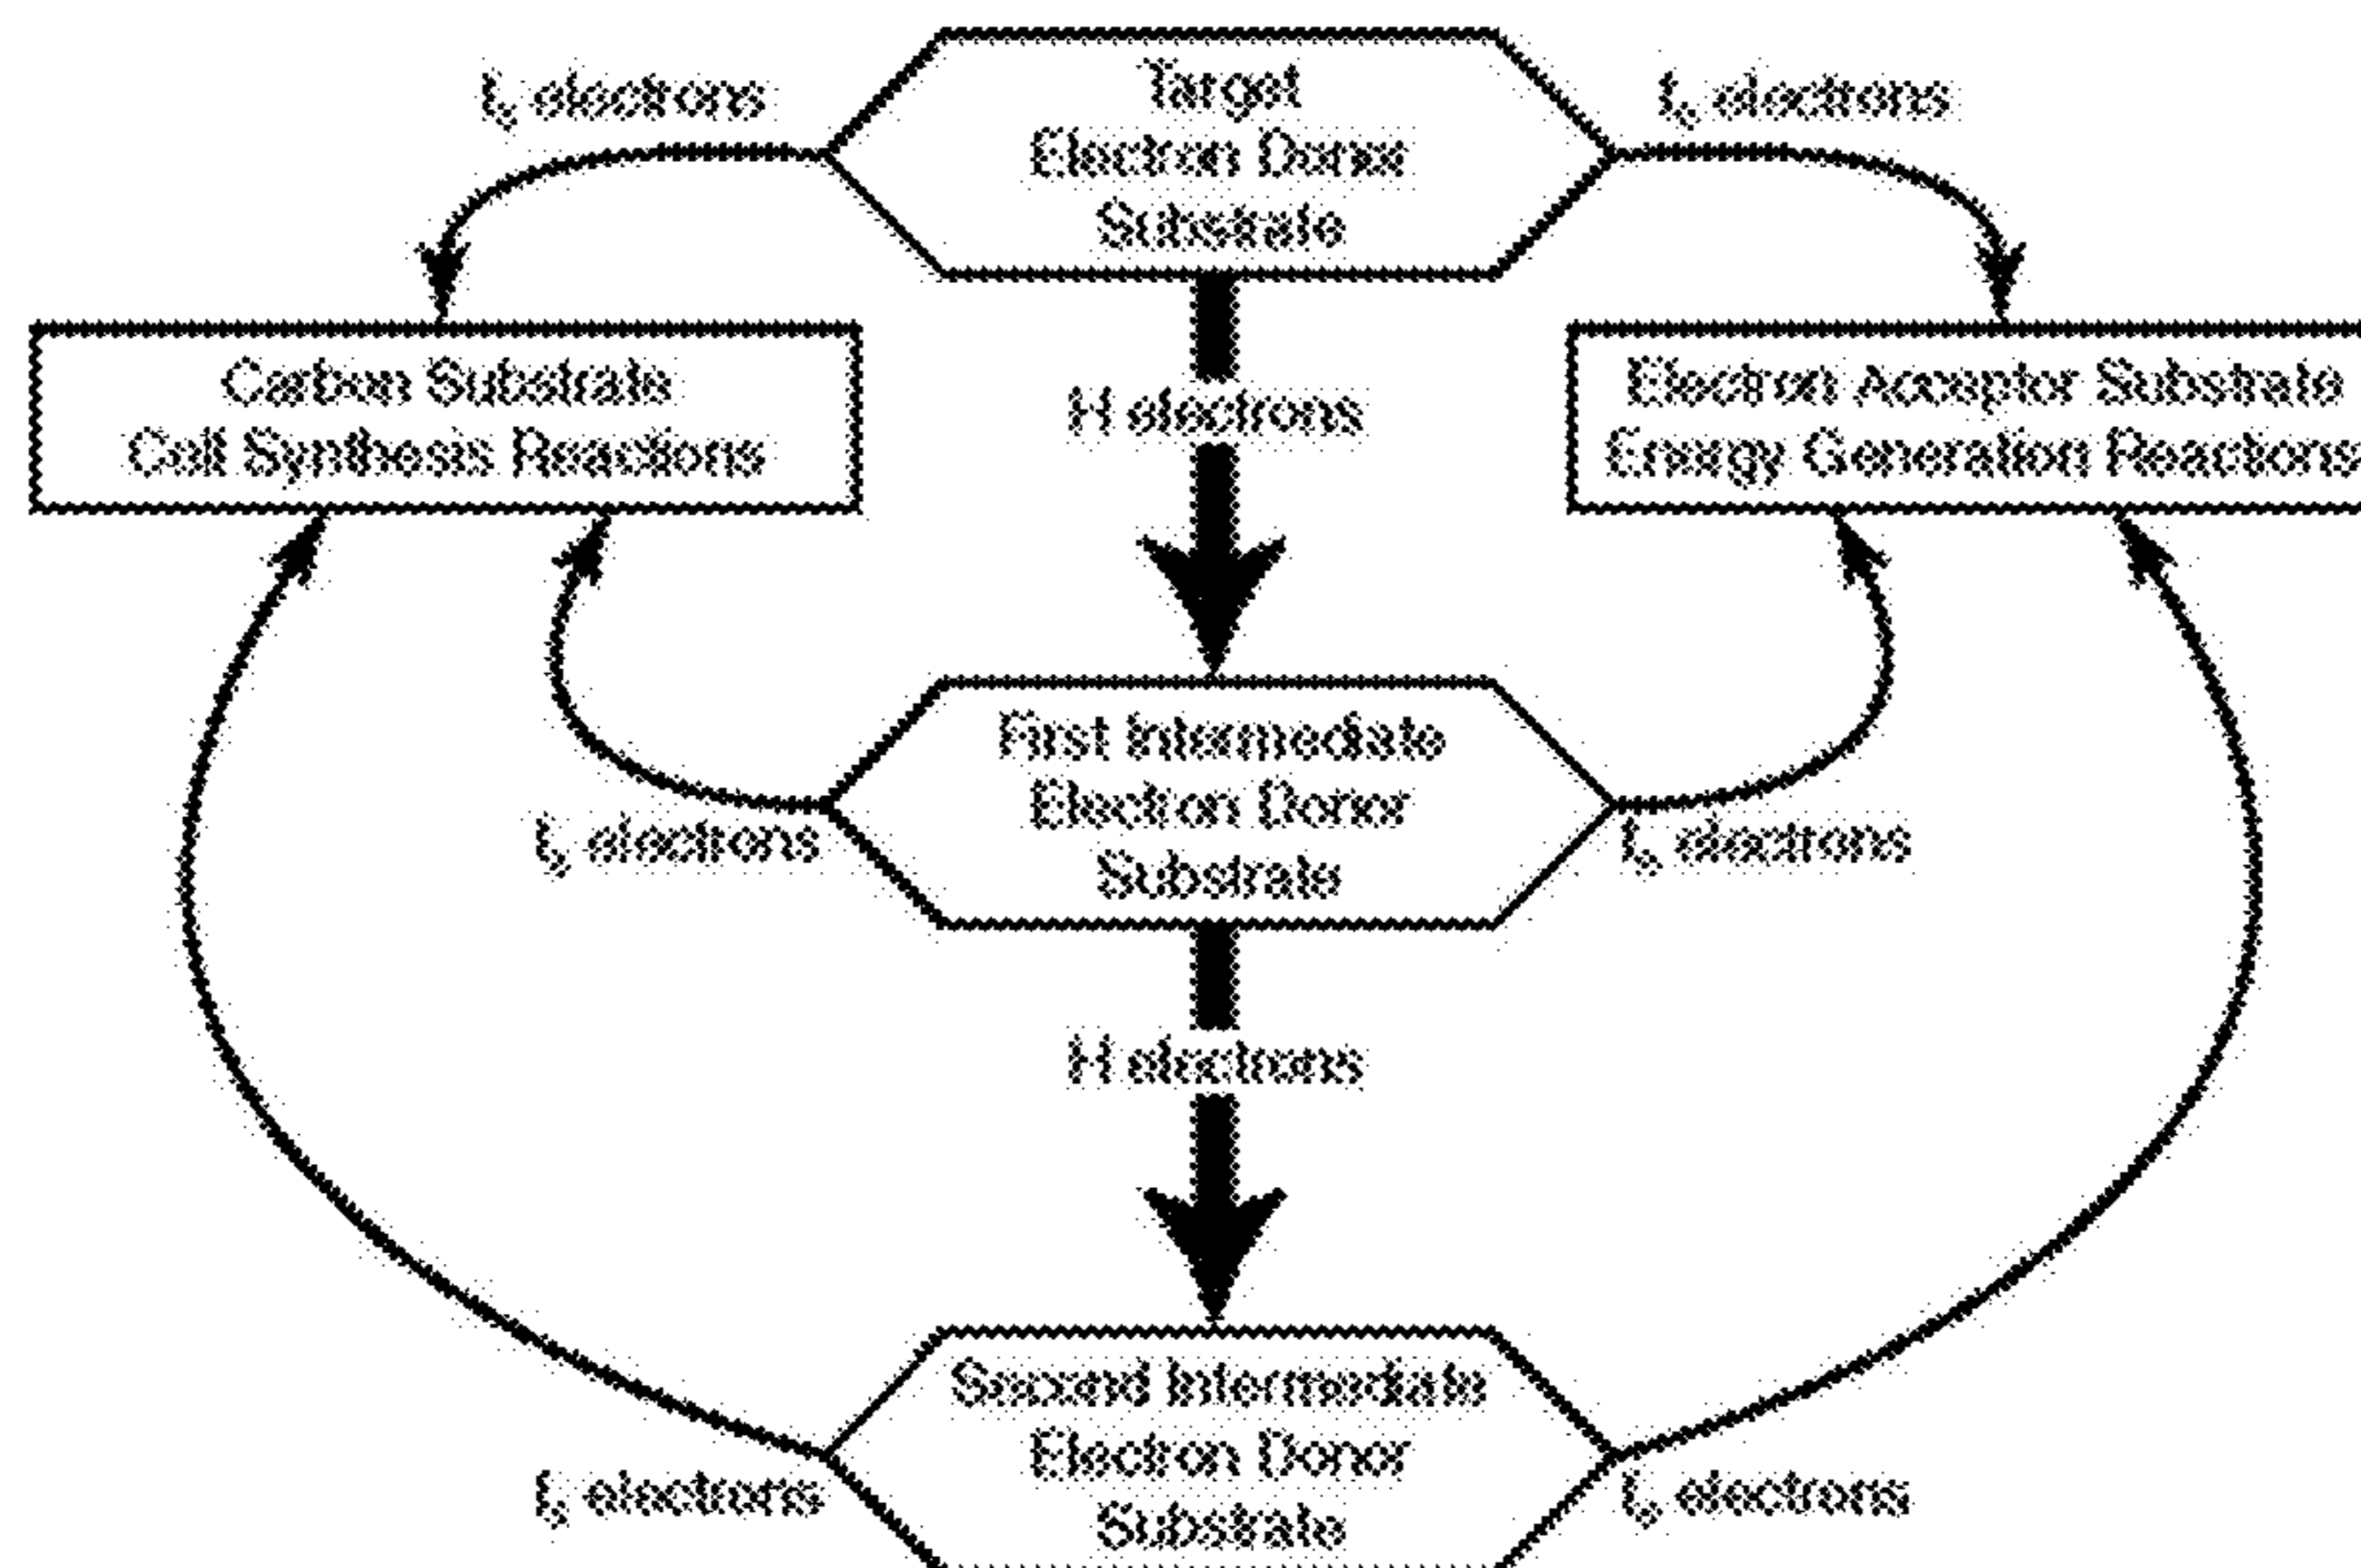 Target
Electron Donor
Substrate
electrons
electrons
Carbon Substrate
Cell Synthesis Reactions
H electrons
Electron Acceptor Substrate
Energy Generation Reactions
First Intermediate
Electron Donor
Substrate
electrons
electrons
H electrons
Second Intermediate
Electron Donor
Substrate
electrons
electrons